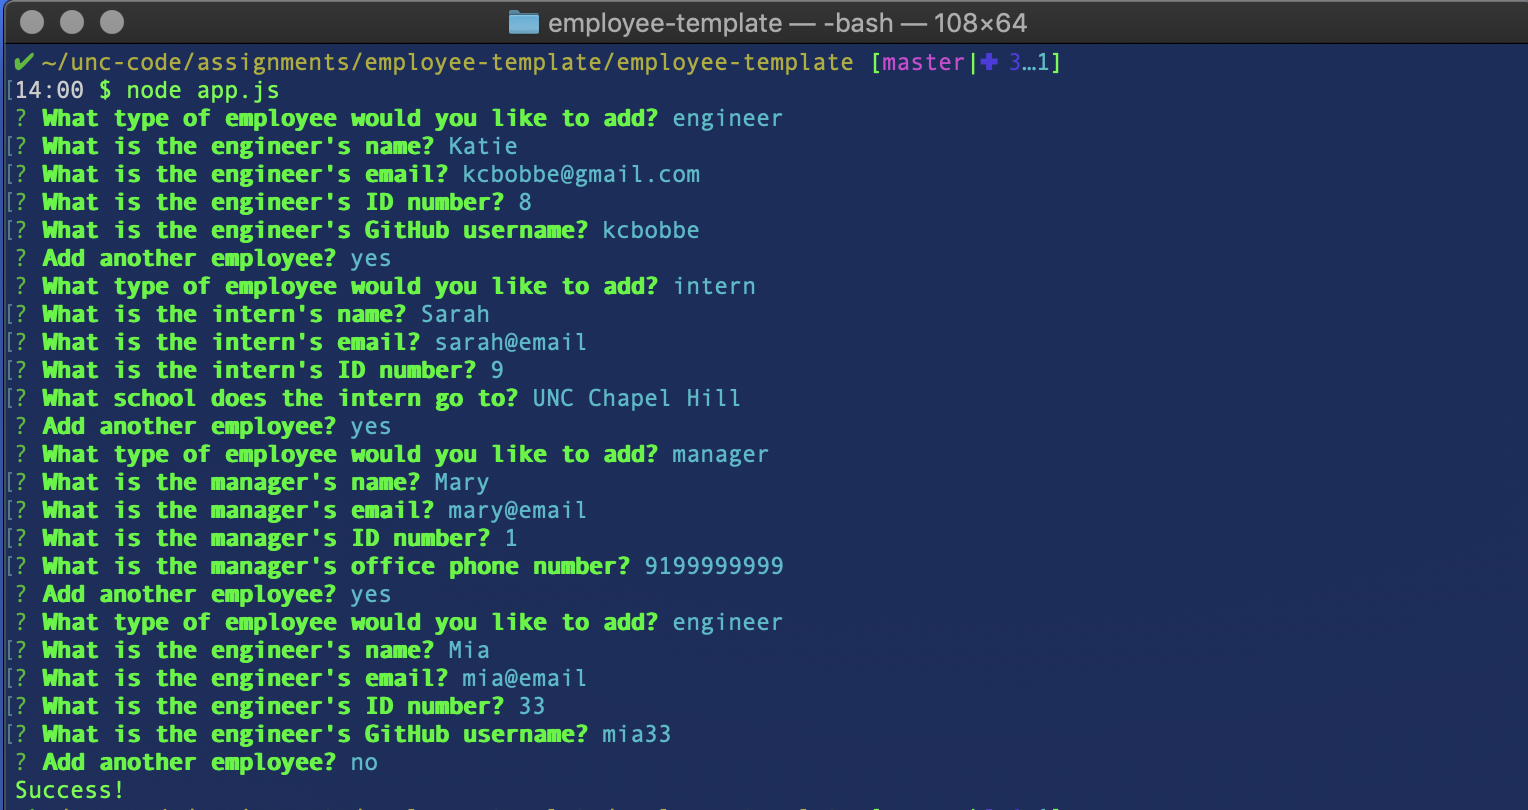 employee-template — -bash — 108×64
✔ ~/unc-code/assignments/employee-template/employee-template [master|✚ 3…1]
[14:00 $ node app.js
? What type of employee would you like to add? engineer
[? What is the engineer's name? Katie
[? What is the engineer's email? kcbobbe@gmail.com
[? What is the engineer's ID number? 8
[? What is the engineer's GitHub username? kcbobbe
? Add another employee? yes
? What type of employee would you like to add? intern
[? What is the intern's name? Sarah
[? What is the intern's email? sarah@email
[? What is the intern's ID number? 9
[? What school does the intern go to? UNC Chapel Hill
? Add another employee? yes
? What type of employee would you like to add? manager
[? What is the manager's name? Mary
[? What is the manager's email? mary@email
[? What is the manager's ID number? 1
[? What is the manager's office phone number? 9199999999
? Add another employee? yes
? What type of employee would you like to add? engineer
[? What is the engineer's name? Mia
[? What is the engineer's email? mia@email
[? What is the engineer's ID number? 33
[? What is the engineer's GitHub username? mia33
? Add another employee? no
Success!